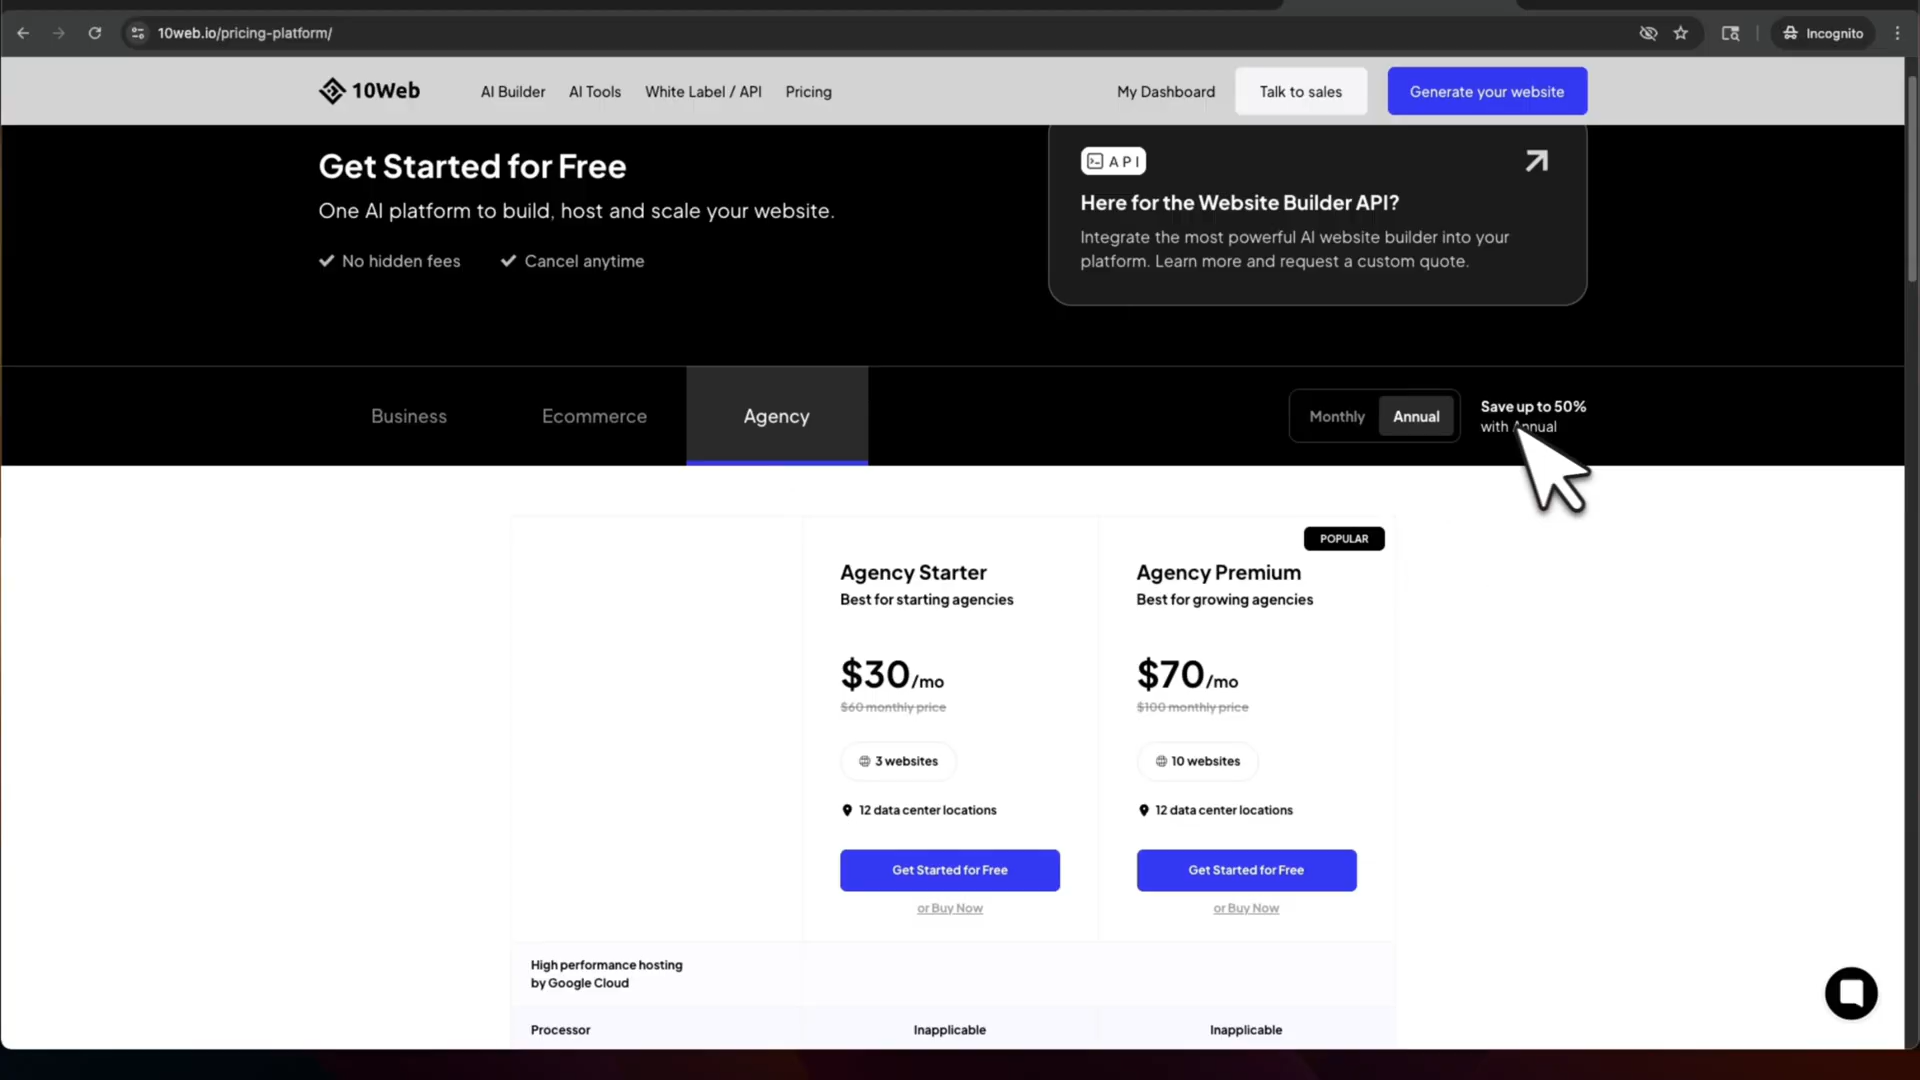 10web.io/pricing-platform/
Incognito
10Web
AI Builder
AI Tools
White Label / API
Pricing
My Dashboard
Talk to sales
Generate your website
Get Started for Free
One AI platform to build, host and scale your website.
No hidden fees
Cancel anytime
API
Here for the Website Builder API?
Integrate the most powerful AI website builder into your
platform. Learn more and request a custom quote.
Business
Ecommerce
Agency
Monthly
Annual
Save up to 50%
with Annual
POPULAR
Agency Starter
Best for starting agencies
$30/mo
$60 monthly price
3 websites
12 data center locations
Get Started for Free
or Buy Now
Agency Premium
Best for growing agencies
$70/mo
$100 monthly price
10 websites
12 data center locations
Get Started for Free
or Buy Now
High performance hosting
by Google Cloud
Processor
Inapplicable
Inapplicable